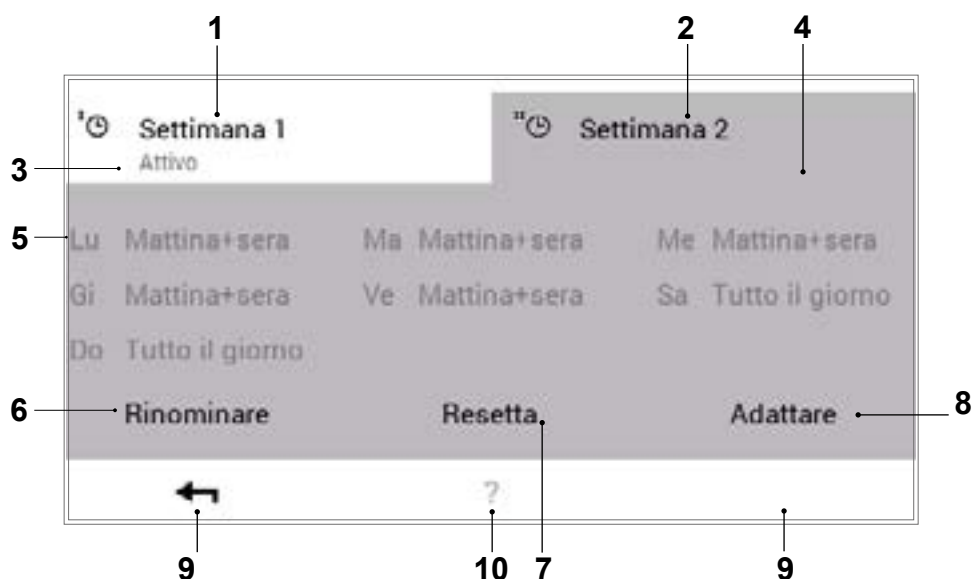 1 2 4
Settimana 1 Settimana 2
3 Attivo
5 Lu Mattina+sera Ma Mattina+sera Me Mattina+sera
Gi Mattina+sera Ve Mattina+sera Sa Tutto il giorno
Do Tutto il giorno
6 Rinominare Resetta Adattare 8
?
9 10 7 9